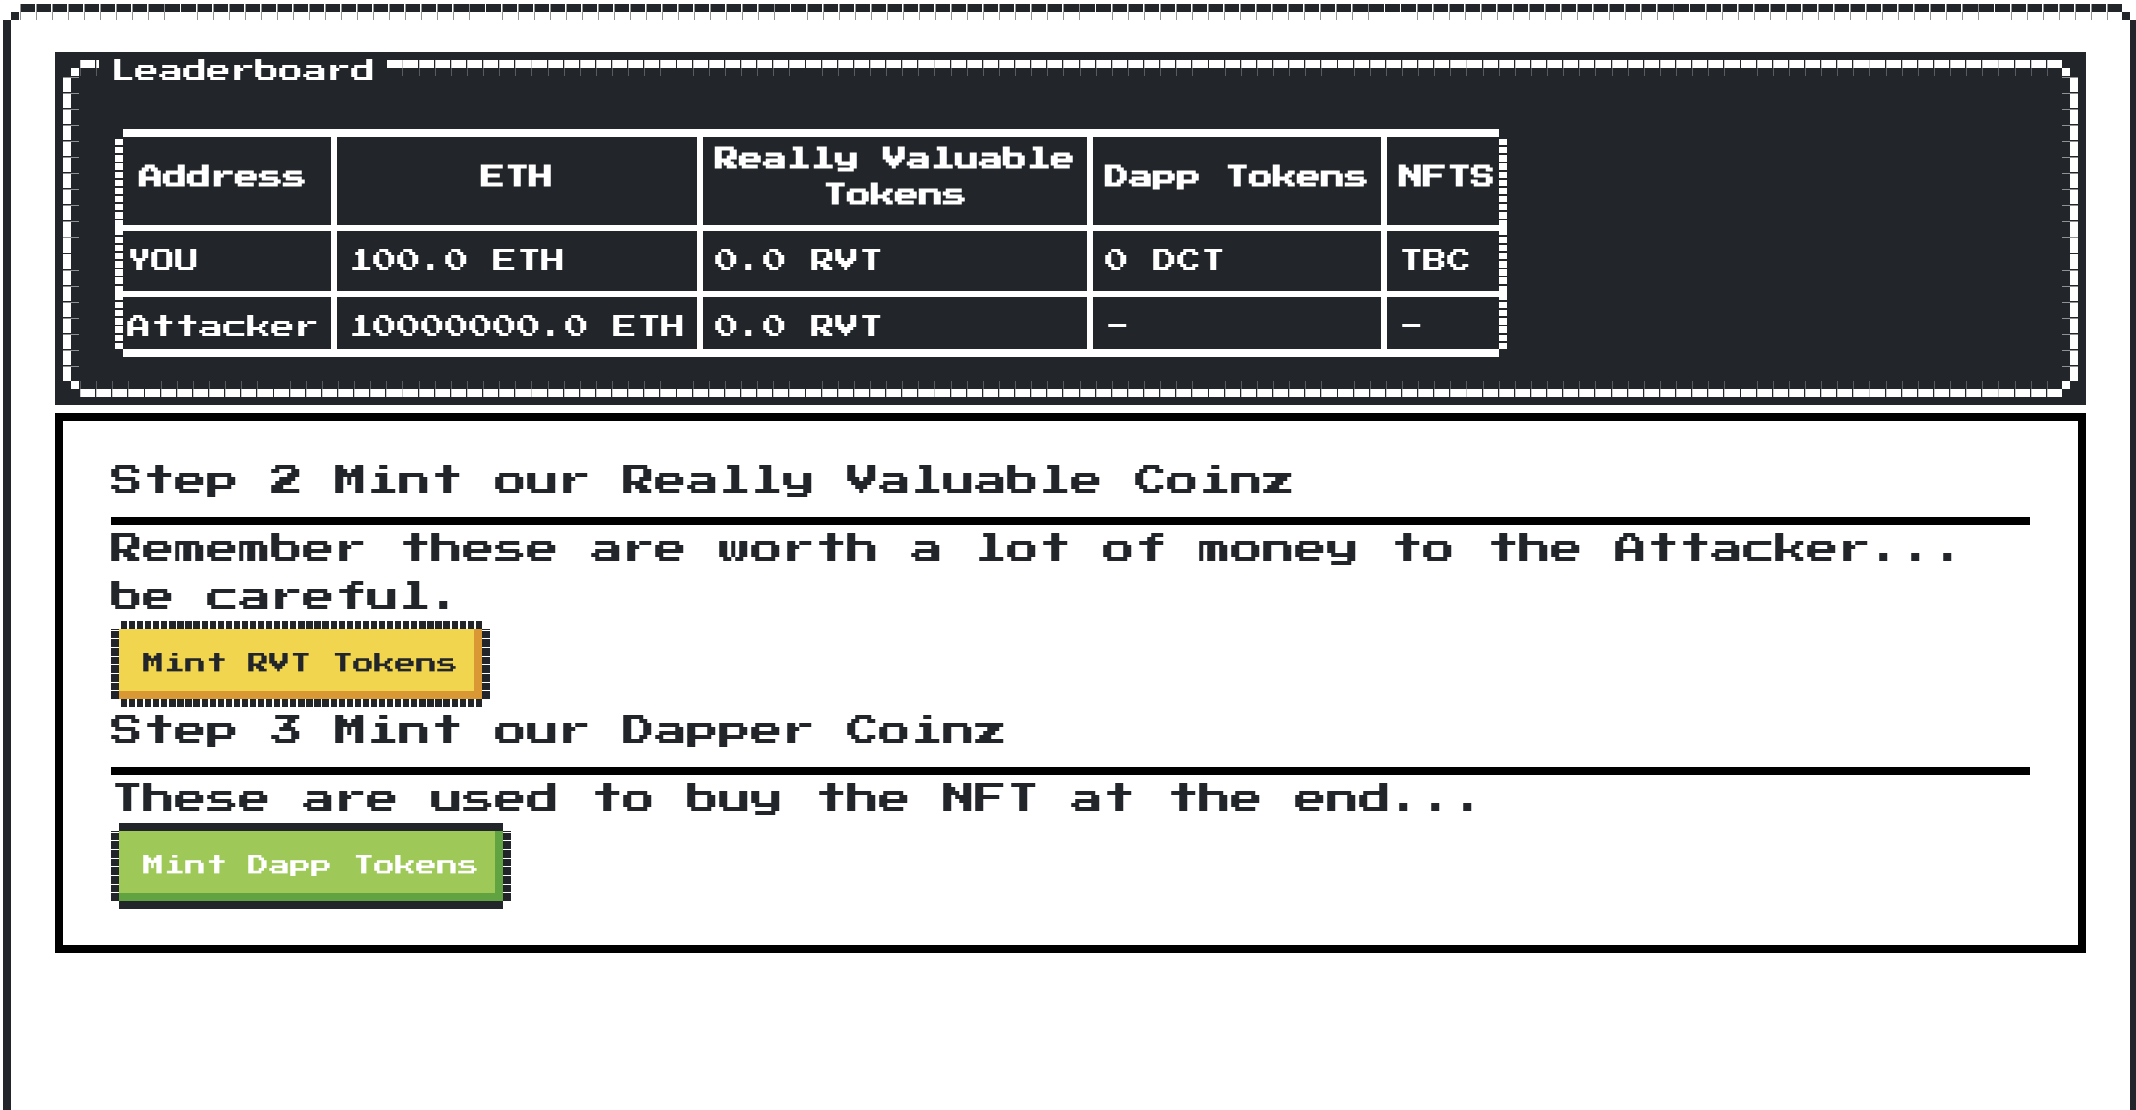 Leaderboard
Address ETH Really Valuable Tokens Dapp Tokens NFTS
YOU 100.0 ETH 0.0 RVT 0 DCT TBC
Attacker 10000000.0 ETH 0.0 RVT - -
Step 2 Mint our Really Valuable Coinz
Remember these are worth a lot of money to the Attacker...
be careful.
Mint RVT Tokens
Step 3 Mint our Dapper Coinz
These are used to buy the NFT at the end...
Mint Dapp Tokens